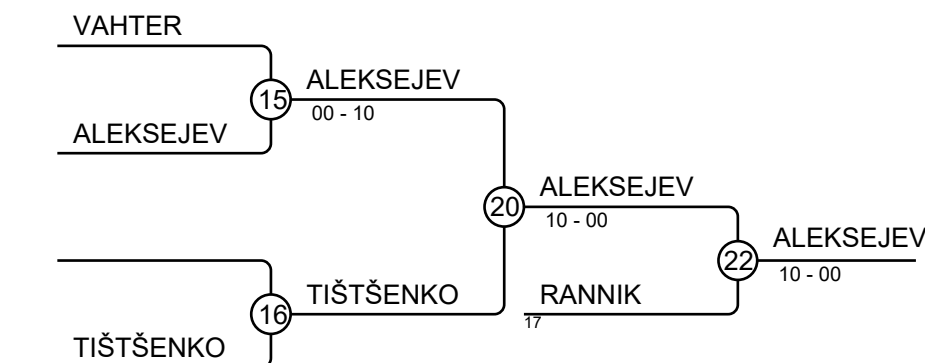 VAHTER
15
ALEKSEJEV
00 - 10
ALEKSEJEV
20
ALEKSEJEV
10 - 00
22
ALEKSEJEV
10 - 00
16
TIŠTŠENKO
RANNIK
17
TIŠTŠENKO